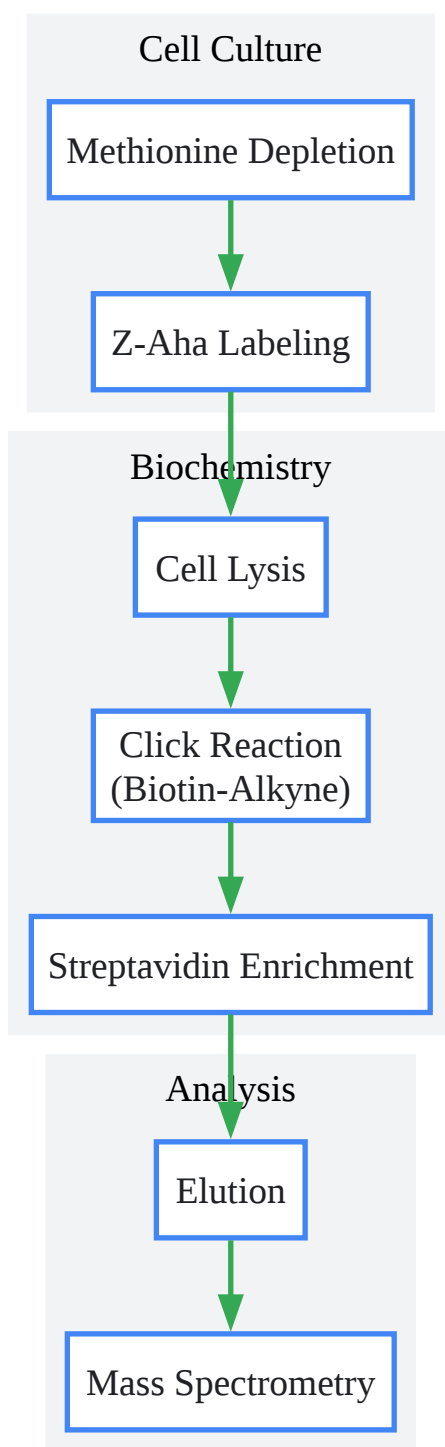 Cell Culture
Methionine Depletion
Z-Aha Labeling
Biochemistry
Cell Lysis
Click Reaction
(Biotin-Alkyne)
Streptavidin Enrichment
Analysis
Elution
Mass Spectrometry